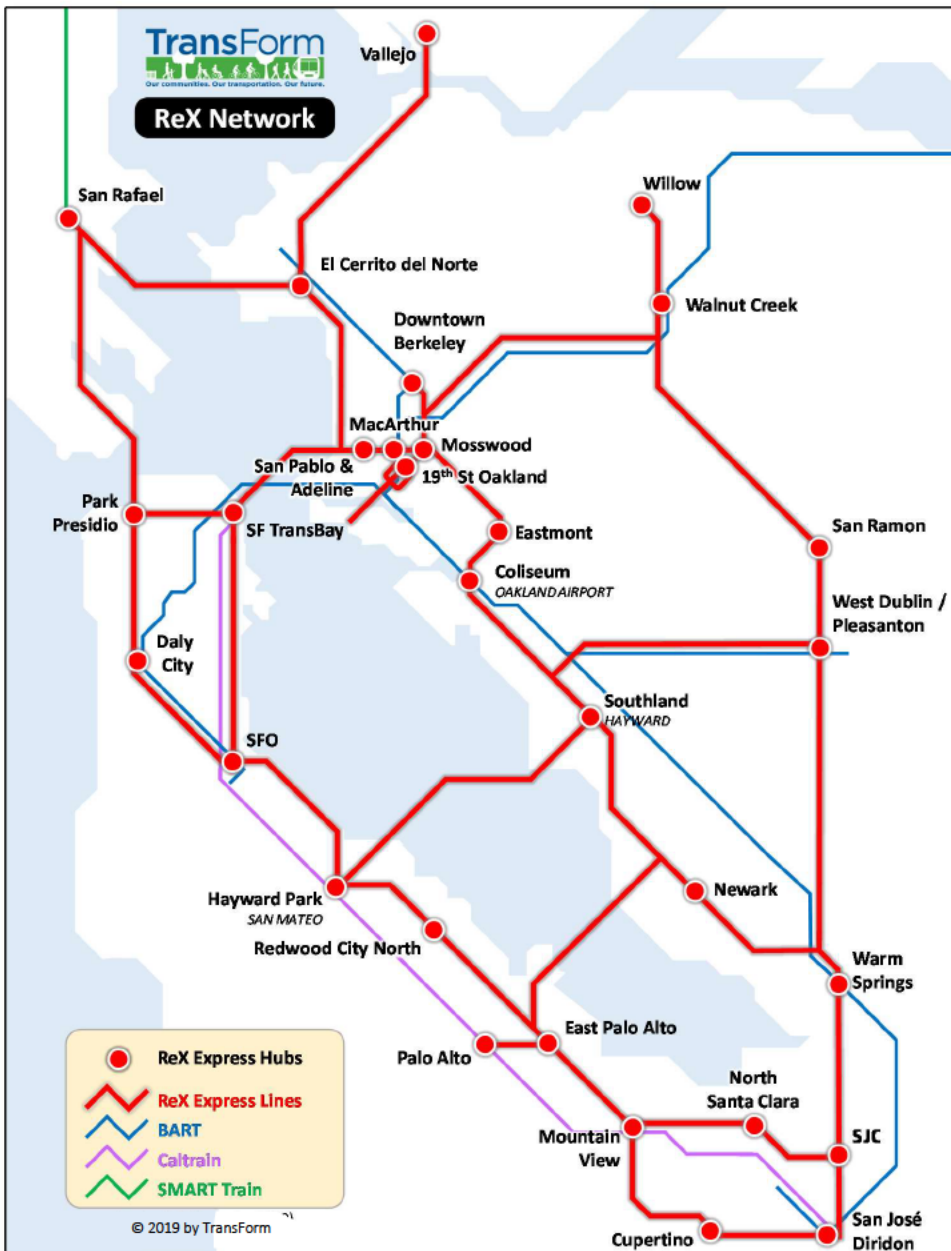 TransForm
Our communities. Our transportation. Our future.
ReX Network
Vallejo
San Rafael
Willow
El Cerrito del Norte
Walnut Creek
Downtown
Berkeley
MacArthur
Mosswood
San Pablo &
Adeline
19th St Oakland
Park
Presidio
SF TransBay
Eastmont
San Ramon
Coliseum
OAKLAND AIRPORT
West Dublin /
Pleasanton
Daly
City
Southland
HAYWARD
SFO
Hayward Park
SAN MATEO
Newark
Redwood City North
Warm
Springs
East Palo Alto
Palo Alto
North
Santa Clara
Mountain
View
SJC
San José
Diridon
Cupertino
ReX Express Hubs
ReX Express Lines
BART
Caltrain
SMART Train
© 2019 by TransForm